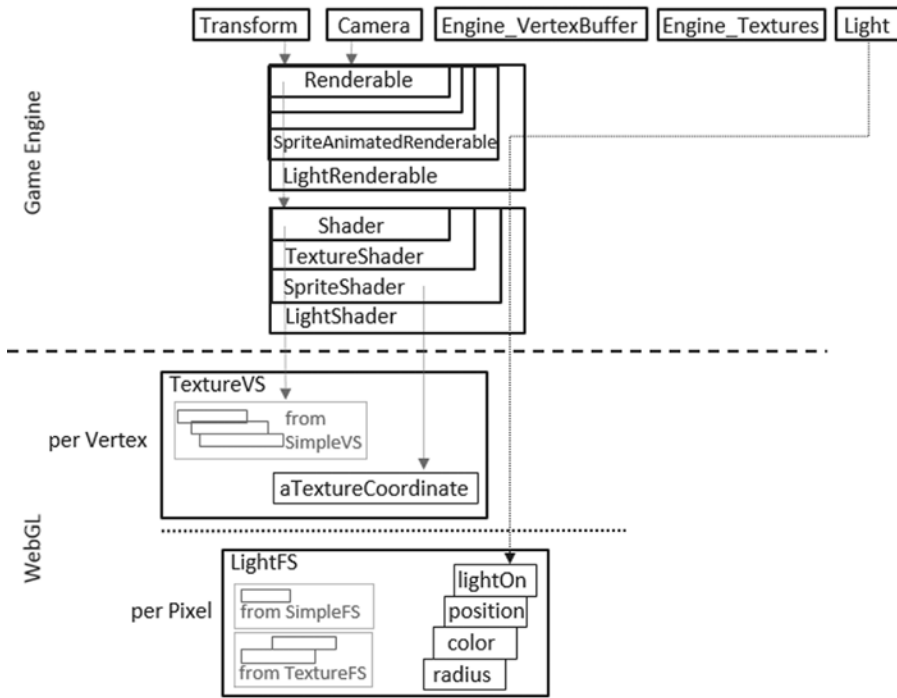 Transform
Camera
Engine_VertexBuffer
Engine_Textures
Light
Game Engine
Renderable
SpriteAnimatedRenderable
LightRenderable
Shader
TextureShader
SpriteShader
LightShader
WebGL
per Vertex
TextureVS
from
SimpleVS
aTextureCoordinate
per Pixel
LightFS
from SimpleFS
from TextureFS
lightOn
position
color
radius